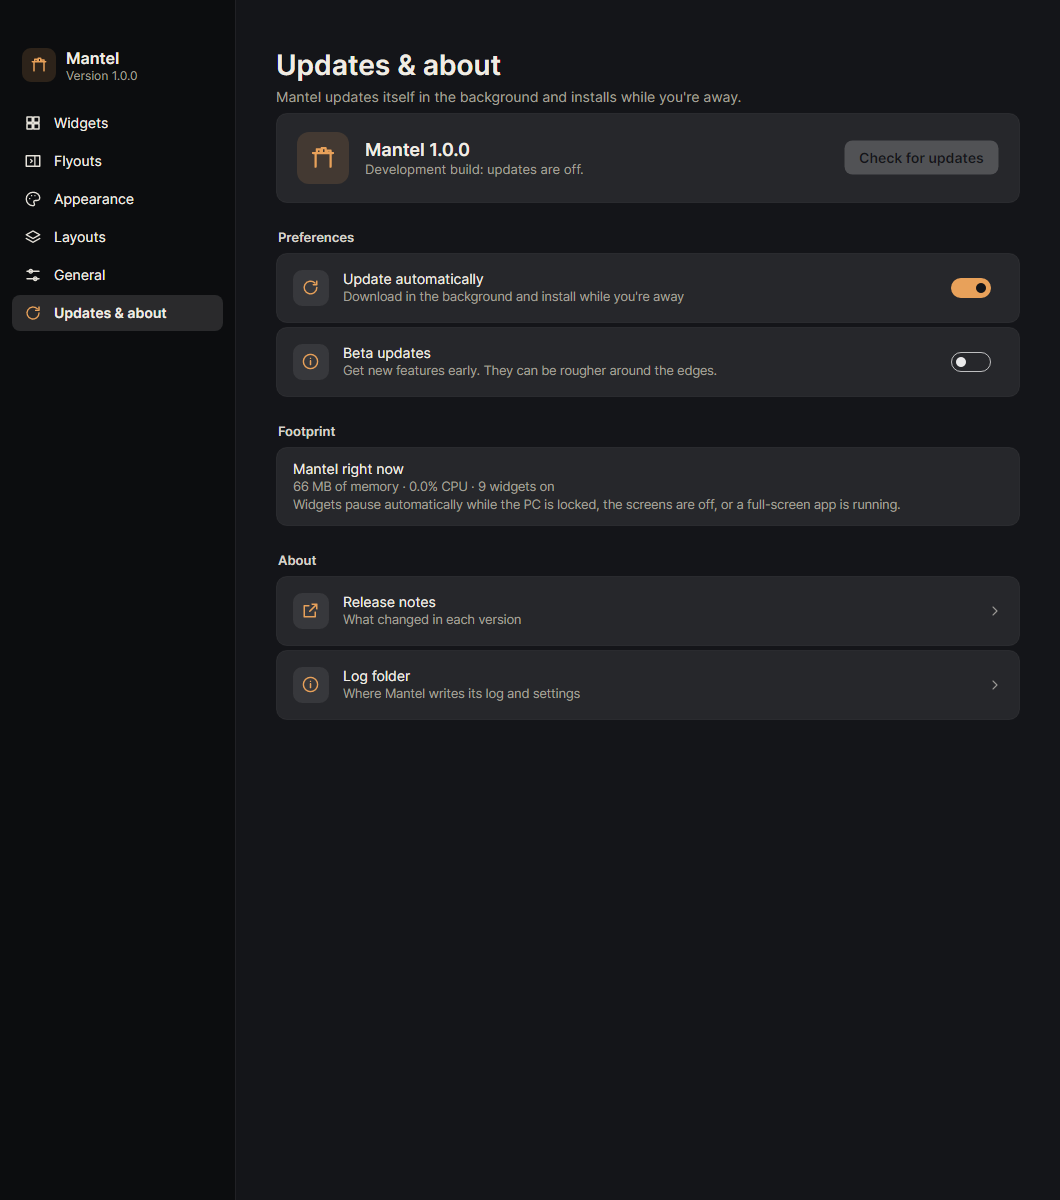 Mantel
Version 1.0.0
Widgets
Flyouts
Appearance
Layouts
General
Updates & about
Updates & about
Mantel updates itself in the background and installs while you're away.
Mantel 1.0.0
Development build: updates are off.
Check for updates
Preferences
Update automatically
Download in the background and install while you're away
Beta updates
Get new features early. They can be rougher around the edges.
Footprint
Mantel right now
66 MB of memory · 0.0% CPU · 9 widgets on
Widgets pause automatically while the PC is locked, the screens are off, or a full-screen app is running.
About
Release notes
What changed in each version
Log folder
Where Mantel writes its log and settings